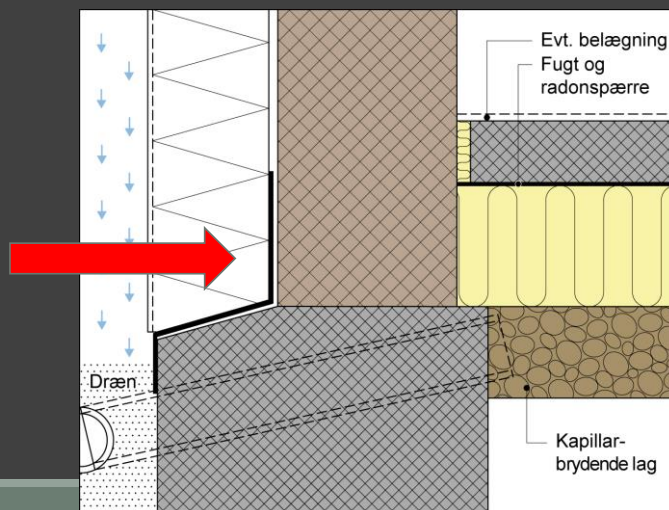 Evt. belægning
Fugt og
radonspærre
Dræn
Kapillar-
brydende lag